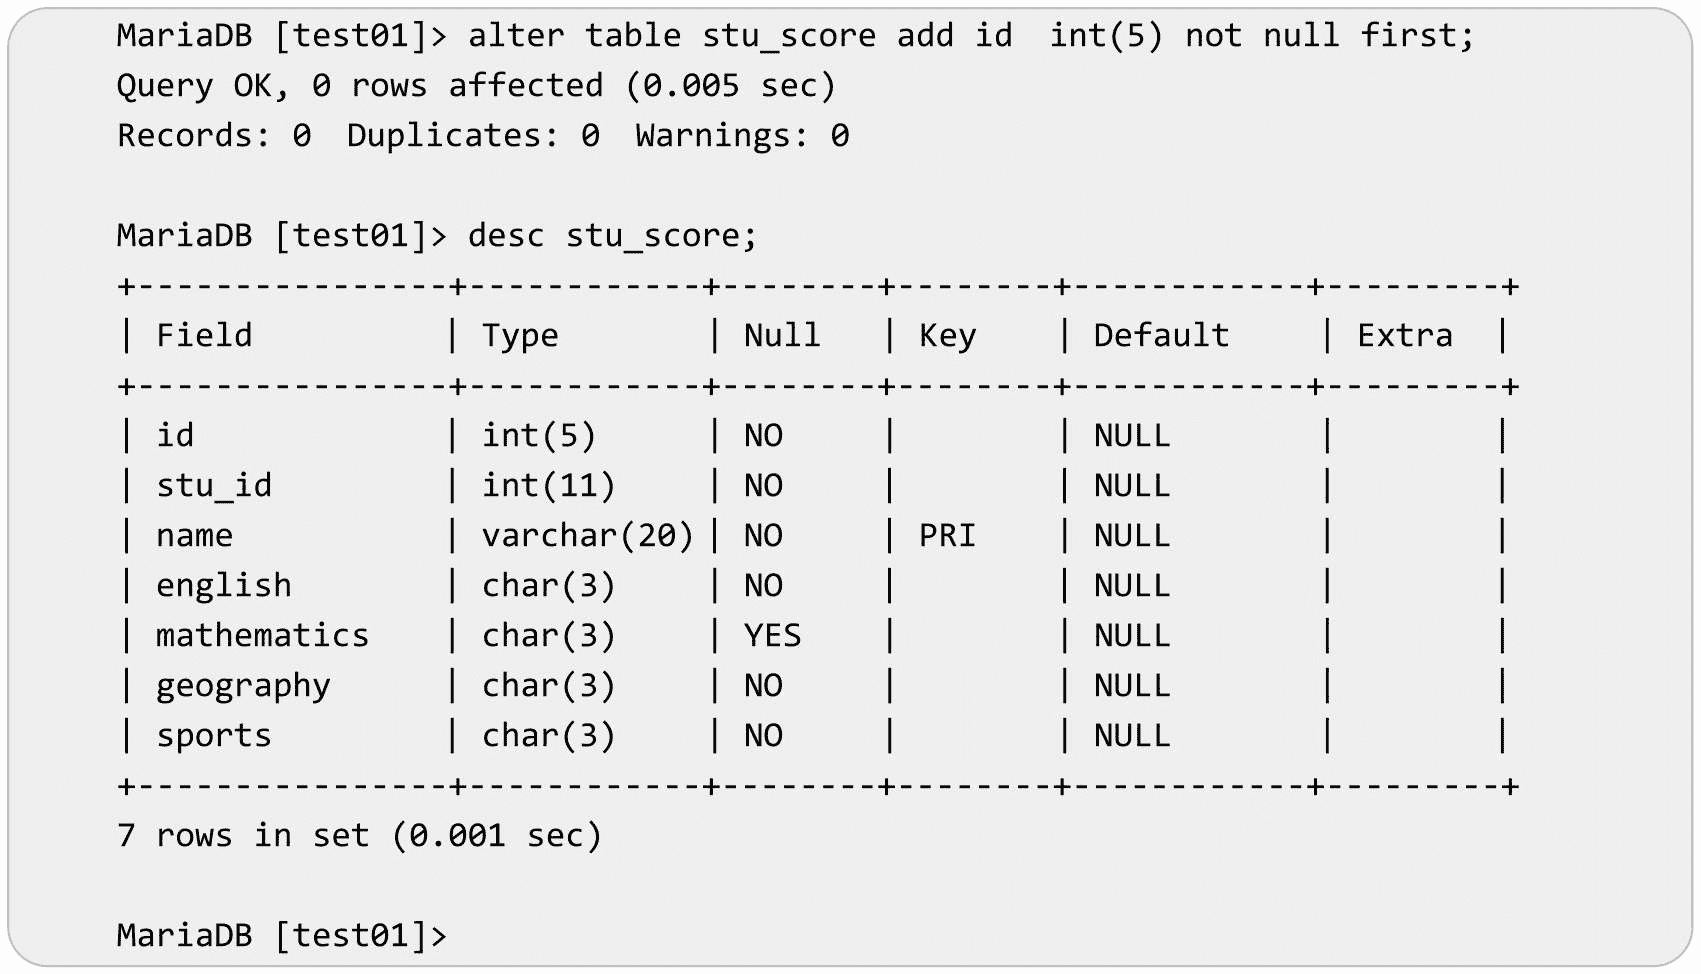 MariaDB [test01]> alter table stu_score add id  int(5) not null first;
Query OK, 0 rows affected (0.005 sec)
Records: 0  Duplicates: 0  Warnings: 0

MariaDB [test01]> desc stu_score;
+----------------+------------+--------+--------+------------+---------+
| Field          | Type       | Null   | Key    | Default    | Extra  |
+----------------+------------+--------+--------+------------+---------+
| id             | int(5)     | NO     |        | NULL       |        |
| stu_id         | int(11)    | NO     |        | NULL       |        |
| name           | varchar(20) | NO     | PRI    | NULL       |        |
| english        | char(3)    | NO     |        | NULL       |        |
| mathematics    | char(3)    | YES    |        | NULL       |        |
| geography      | char(3)    | NO     |        | NULL       |        |
| sports         | char(3)    | NO     |        | NULL       |        |
+----------------+------------+--------+--------+------------+---------+
7 rows in set (0.001 sec)

MariaDB [test01]>